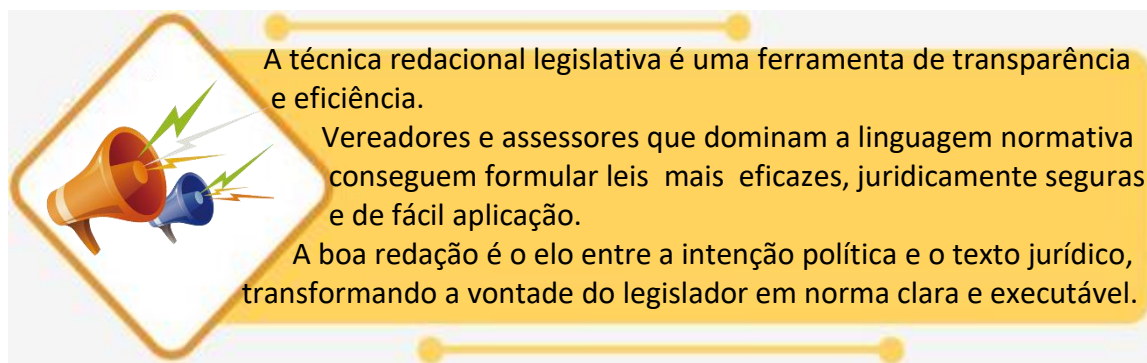 A técnica redacional legislativa é uma ferramenta de transparência
e eficiência.
Vereadores e assessores que dominam a linguagem normativa
conseguem formular leis mais eficazes, juridicamente seguras
e de fácil aplicação.
A boa redação é o elo entre a intenção política e o texto jurídico,
transformando a vontade do legislador em norma clara e executável.